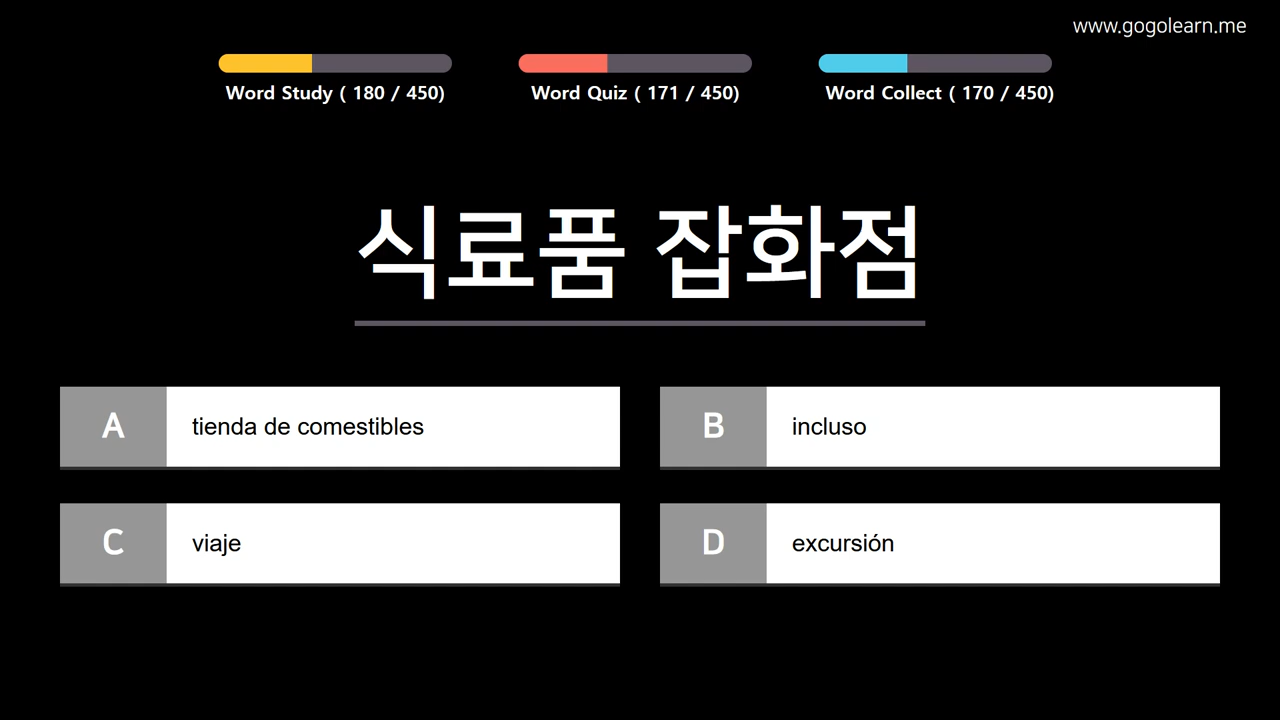 www.gogolearn.me
Word Study ( 180 / 450)
Word Quiz ( 171 / 450)
Word Collect ( 170 / 450)
식료품 잡화점
A
tienda de comestibles
B
incluso
C
viaje
D
excursión